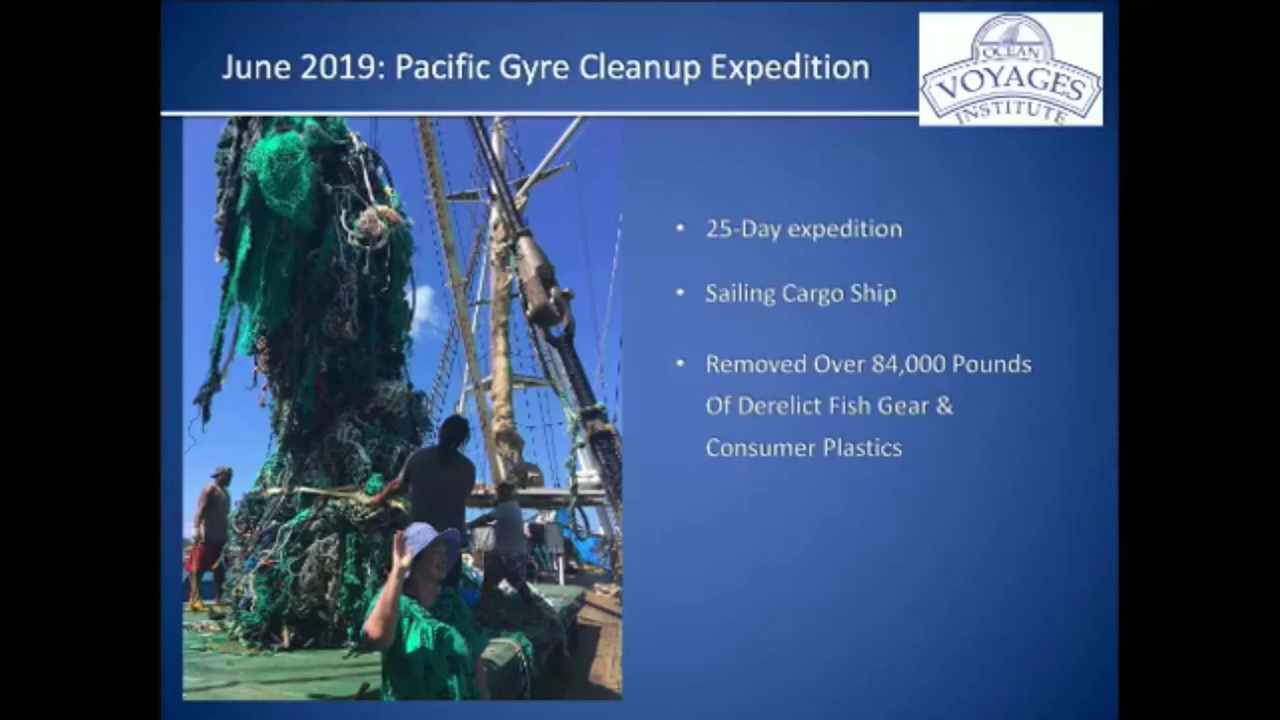 June 2019: Pacific Gyre Cleanup Expedition
OCEAN
VOYAGES
INSTITUTE
• 25-Day expedition
• Sailing Cargo Ship
• Removed Over 84,000 Pounds
Of Derelict Fish Gear &
Consumer Plastics